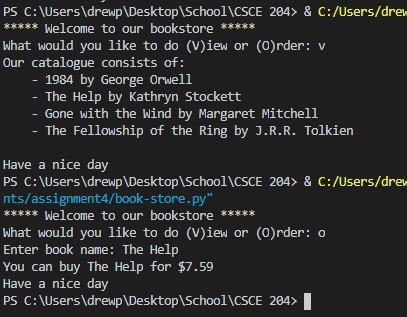 PS C:\Users\drewp\Desktop\School\CSCE 204> & C:/Users/drewp
***** Welcome to our bookstore *****
What would you like to do (V)iew or (O)rder: v
Our catalogue consists of:
    - 1984 by George Orwell
    - The Help by Kathryn Stockett
    - Gone with the Wind by Margaret Mitchell
    - The Fellowship of the Ring by J.R.R. Tolkien
Have a nice day
PS C:\Users\drewp\Desktop\School\CSCE 204> & C:/Users/drew
nts/assignment4/book-store.py"
***** Welcome to our bookstore *****
What would you like to do (V)iew or (O)rder: o
Enter book name: The Help
You can buy The Help for $7.59
Have a nice day
PS C:\Users\drewp\Desktop\School\CSCE 204>